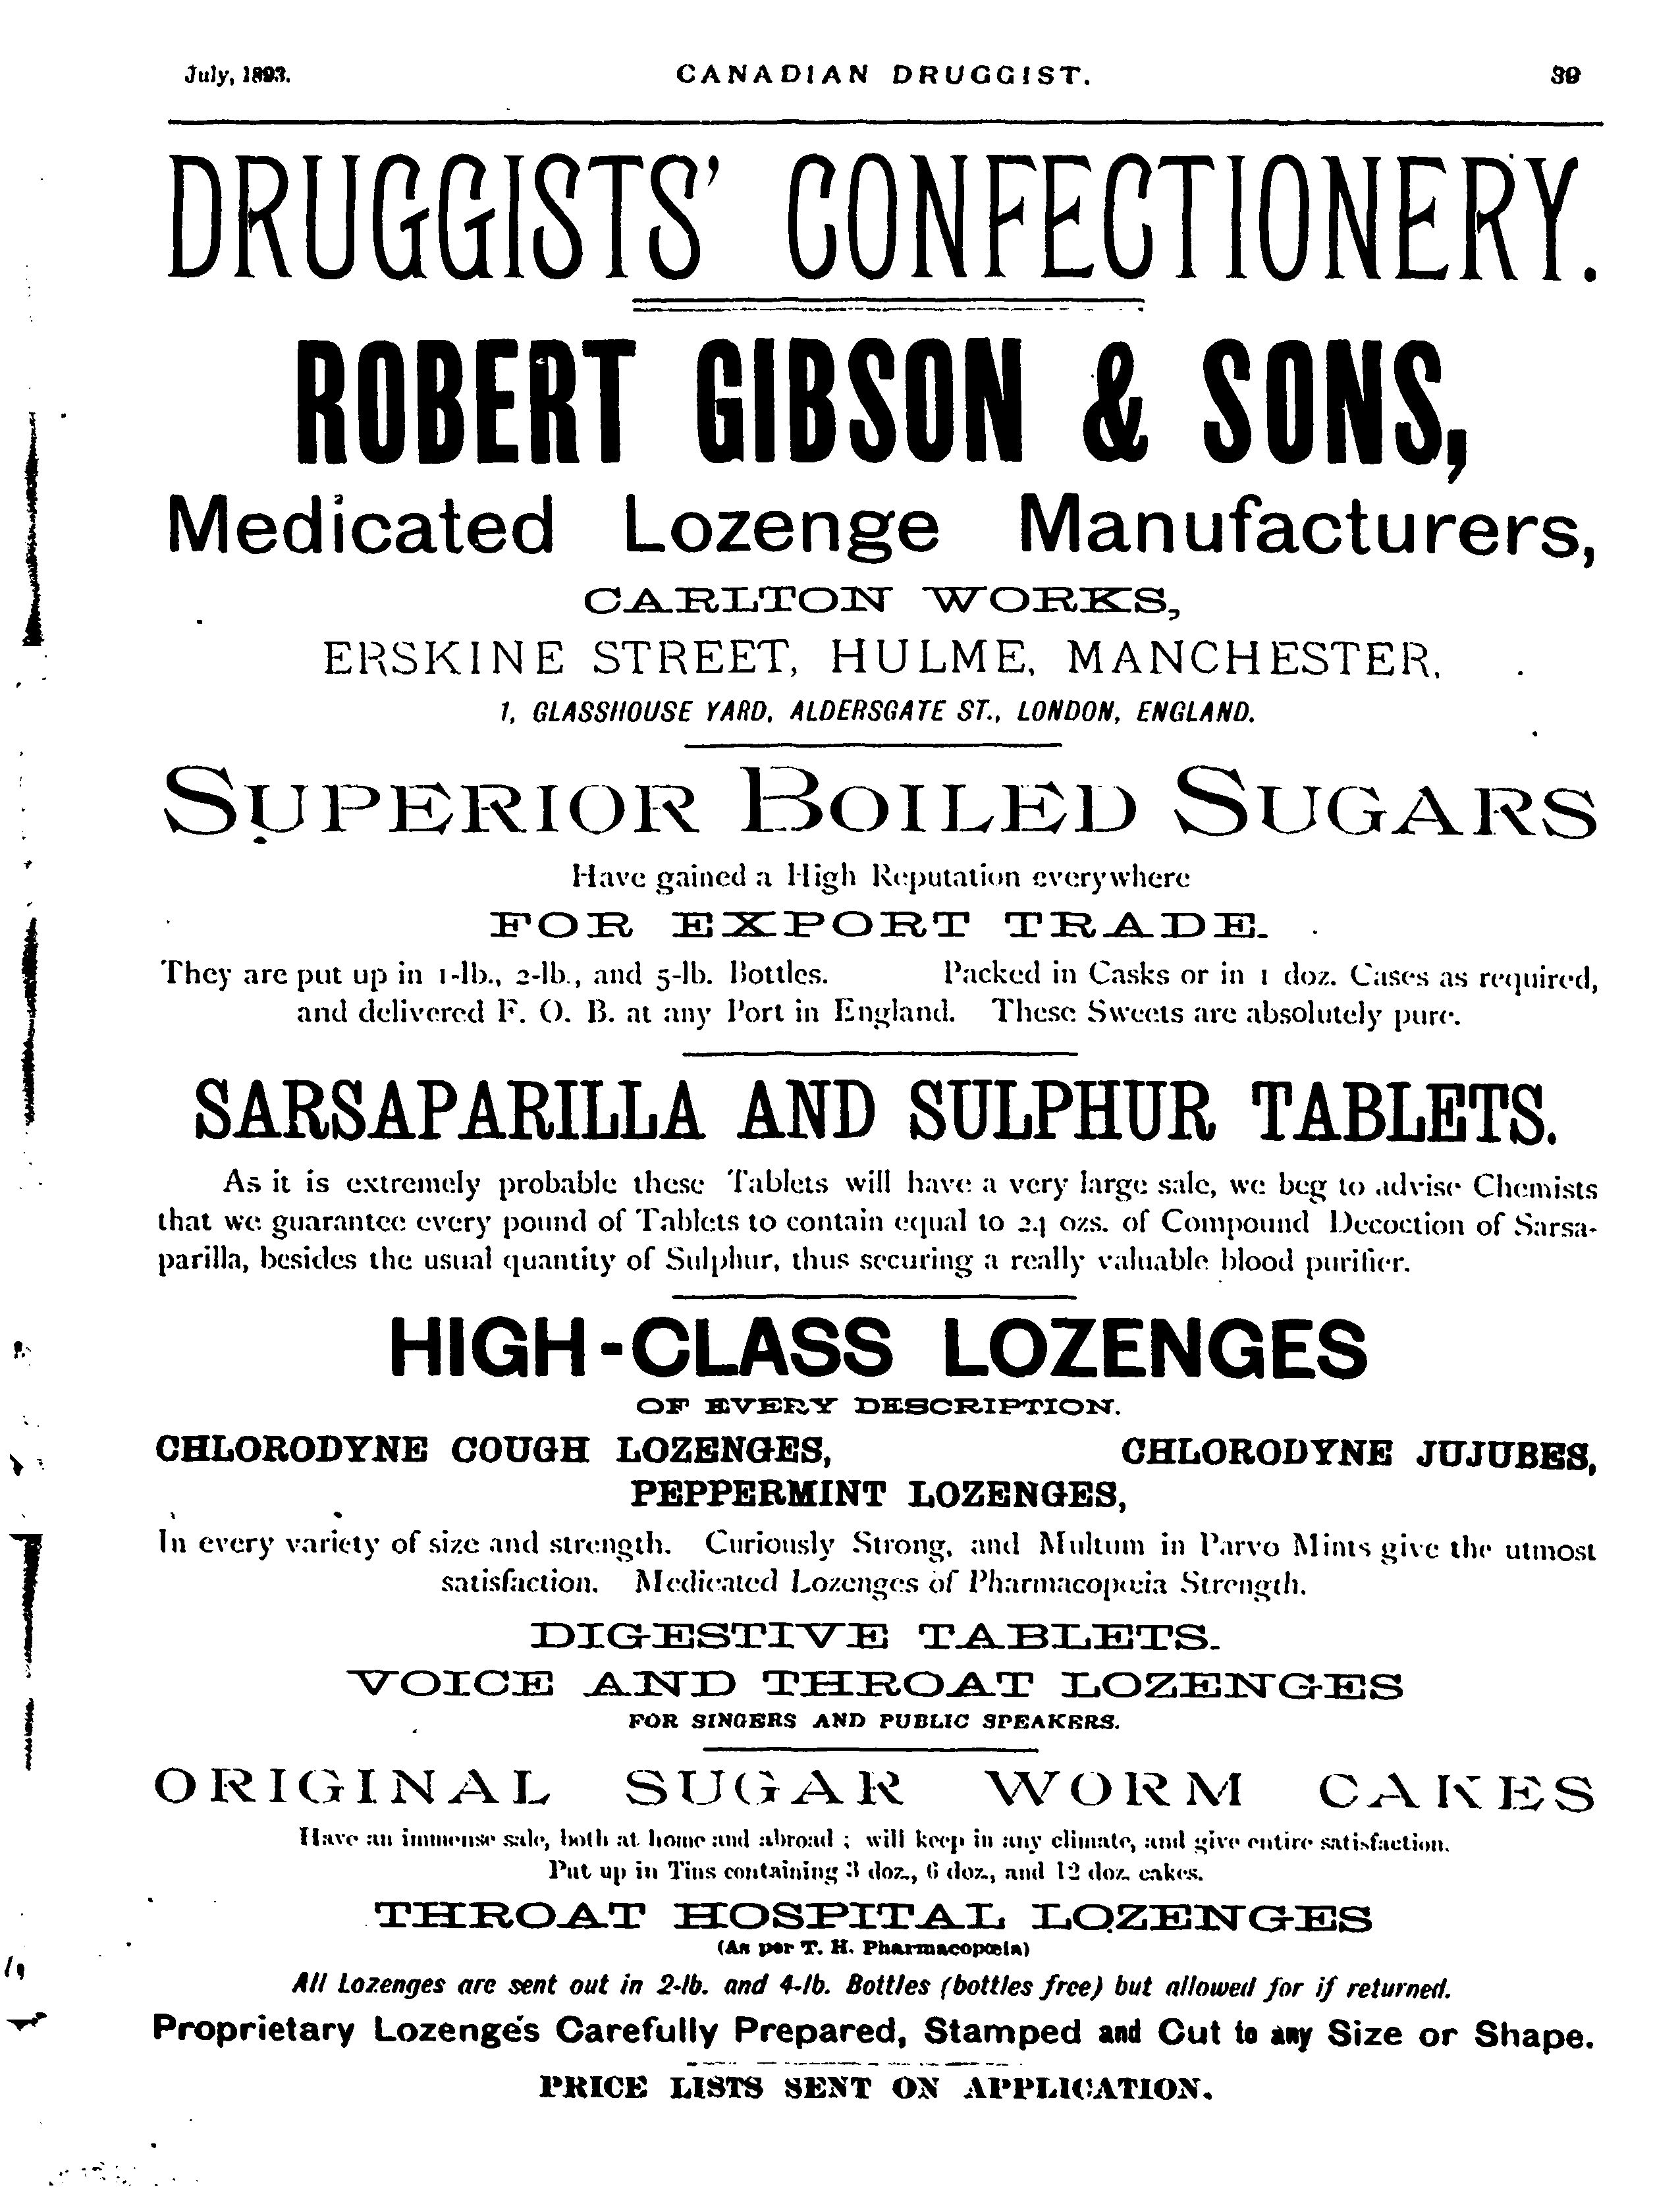 July, 1893. CANADIAN DRUGGIST. 39
DRUGGISTS' CONFECTIONERY.
ROBERT GIBSON & SONS,
Medicated Lozenge Manufacturers,
CARLTON WORKS,
ERSKINE STREET, HULME, MANCHESTER,
1, GLASSHOUSE YARD, ALDERSGATE ST., LONDON, ENGLAND.
SUPERIOR BOILED SUGARS
Have gained a High Reputation everywhere
FOR EXPORT TRADE.
They are put up in 1-lb., 2-lb., and 5-lb. Bottles. Packed in Casks or in 1 doz. Cases as required,
and delivered F. O. B. at any Port in England. These Sweets are absolutely pure.
SARSAPARILLA AND SULPHUR TABLETS.
As it is extremely probable these Tablets will have a very large sale, we beg to advise Chemists
that we guarantee every pound of Tablets to contain equal to 24 ozs. of Compound Decoction of Sarsa-
parilla, besides the usual quantity of Sulphur, thus securing a really valuable blood purifier.
HIGH-CLASS LOZENGES
OF EVERY DESCRIPTION.
CHLORODYNE COUGH LOZENGES, CHLORODYNE JUJUBES,
PEPPERMINT LOZENGES,
In every variety of size and strength. Curiously Strong, and Multum in Parvo Mints give the utmost
satisfaction. Medicated Lozenges of Pharmacopœia Strength.
DIGESTIVE TABLETS.
VOICE AND THROAT LOZENGES
FOR SINGERS AND PUBLIC SPEAKERS.
ORIGINAL SUGAR WORM CAKES
Have an immense sale, both at home and abroad ; will keep in any climate, and give entire satisfaction.
Put up in Tins containing 3 doz., 6 doz., and 12 doz. cakes.
THROAT HOSPITAL LOZENGES
(As per T. H. Pharmacopœia)
All Lozenges are sent out in 2-lb. and 4-lb. Bottles (bottles free) but allowed for if returned.
Proprietary Lozenges Carefully Prepared, Stamped and Cut to any Size or Shape.
PRICE LISTS SENT ON APPLICATION.